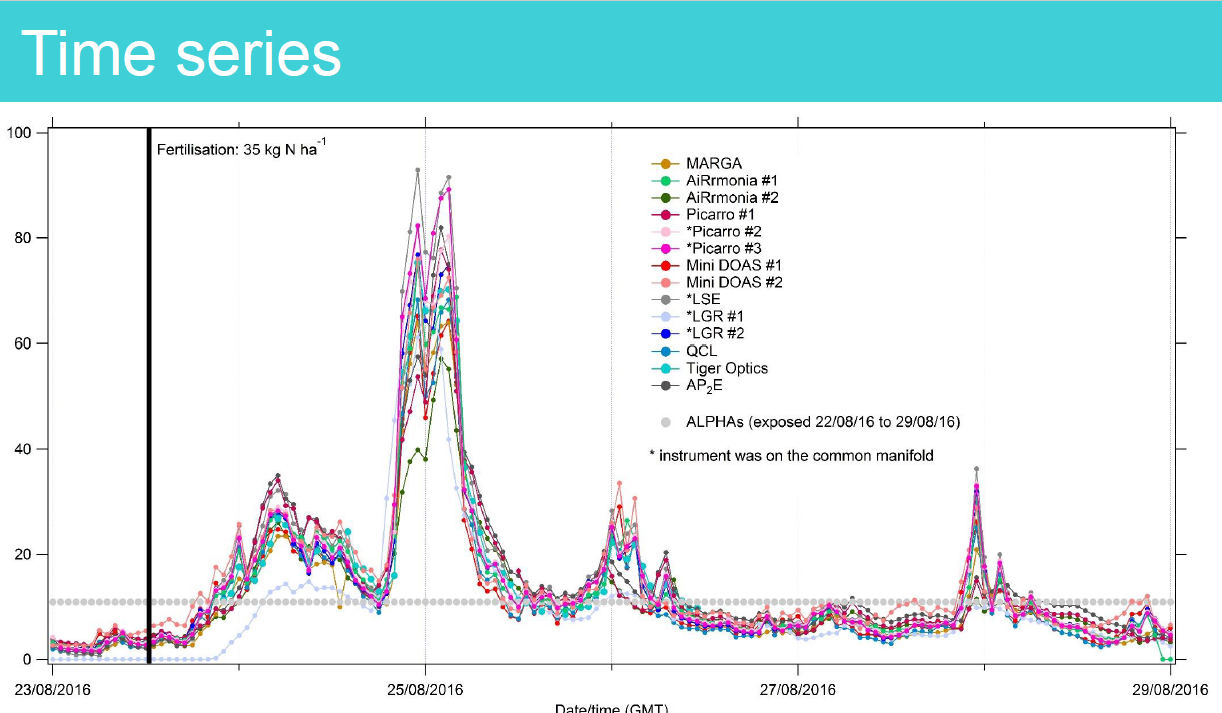 Time series
100
Fertilisation: 35 kg N ha-1
MARGA
AiRrmonia #1
AiRrmonia #2
Picarro #1
*Picarro #2
*Picarro #3
Mini DOAS #1
Mini DOAS #2
*LSE
*LGR #1
*LGR #2
QCL
Tiger Optics
AP2E
ALPHAs (exposed 22/08/16 to 29/08/16)
* instrument was on the common manifold
80
60
40
20
0
23/08/2016 25/08/2016 27/08/2016 29/08/2016
Date/time (GMT)